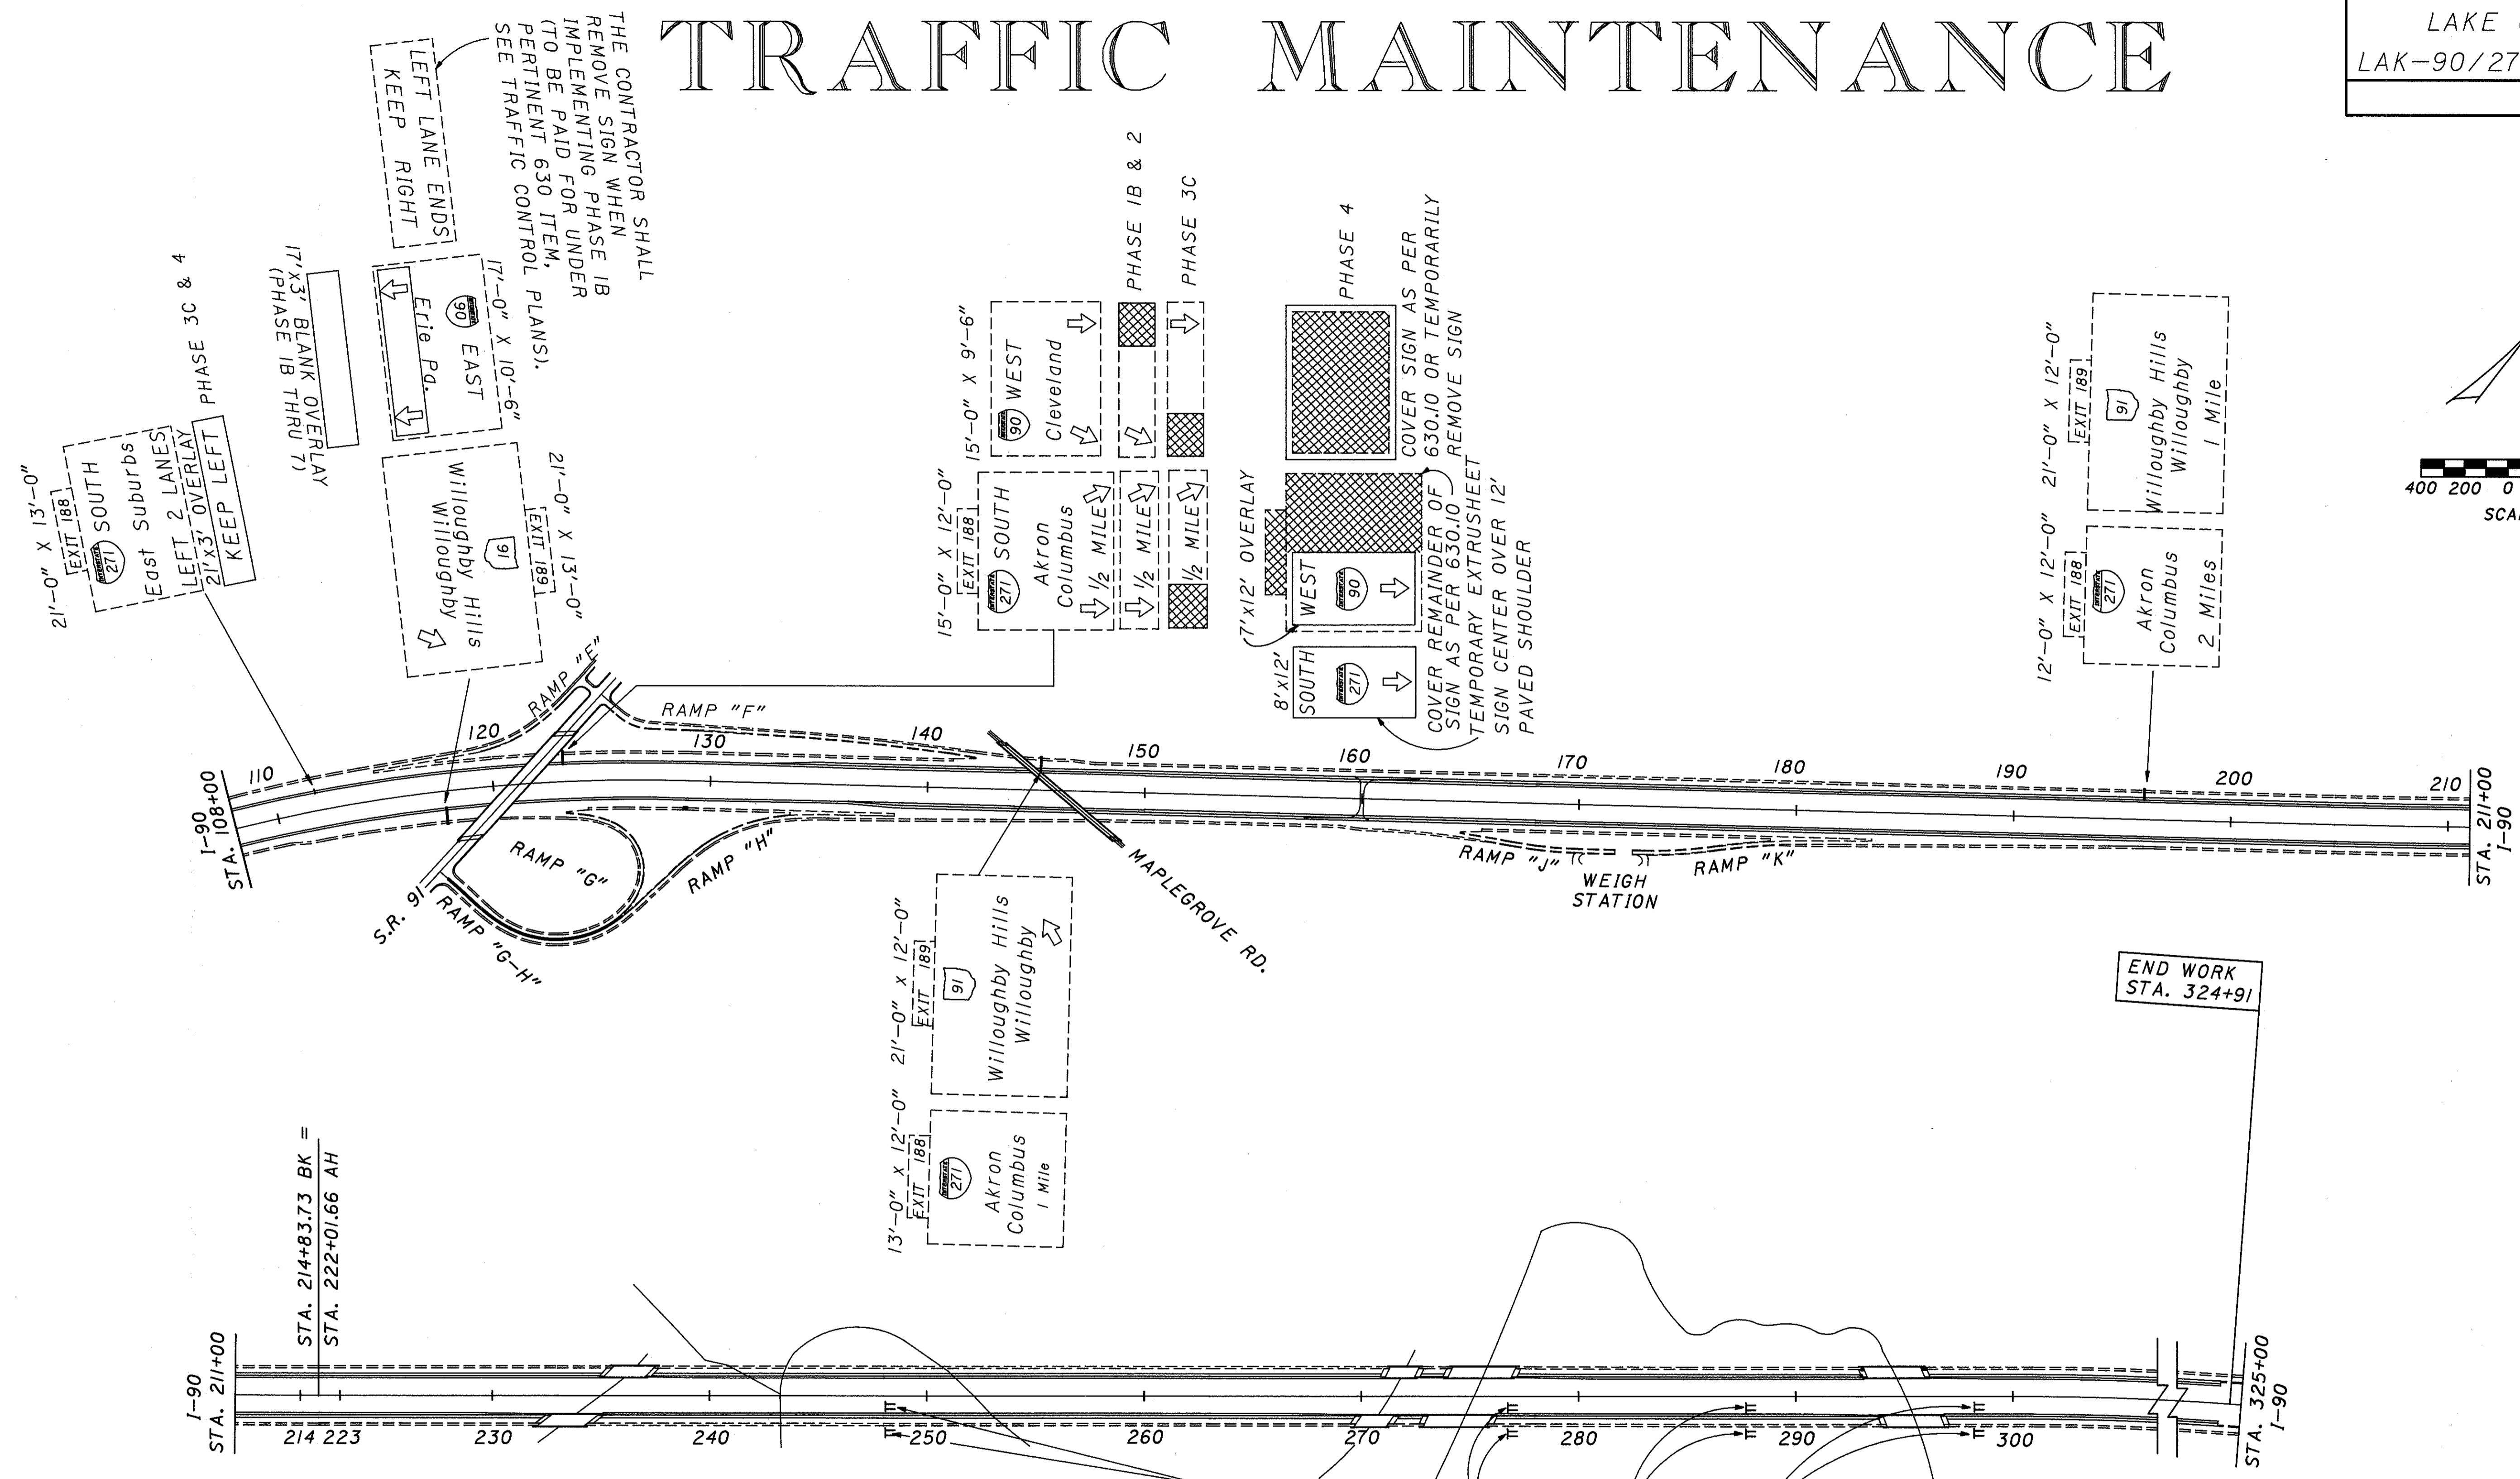 TRAFFIC MAINTENANCE
LAKE
LAK-90/27
THE CONTRACTOR SHALL
REMOVE SIGN WHEN
IMPLEMENTING PHASE 1B
(TO BE PAID FOR UNDER
PERTINENT 630 ITEM,
SEE TRAFFIC CONTROL PLANS).
LEFT LANE ENDS
KEEP RIGHT
17'-0" X 10'-6"
INTERSTATE
90
EAST
Erie Pa.
17'X3' BLANK OVERLAY
(PHASE 1B THRU 7)
PHASE 3C & 4
21'-0" X 13'-0"
EXIT 188
INTERSTATE
271
SOUTH
East Suburbs
LEFT 2 LANES
21'X3' OVERLAY
KEEP LEFT
21'-0" X 13'-0"
EXIT 189
91
Willoughby Hills
Willoughby
15'-0" X 9'-6"
INTERSTATE
90
WEST
Cleveland
PHASE 1B & 2
PHASE 3C
15'-0" X 12'-0"
EXIT 188
INTERSTATE
271
SOUTH
Akron
Columbus
1/2 MILE
1/2 MILE
1/2 MILE
PHASE 4
COVER SIGN AS PER
630.10 OR TEMPORARILY
REMOVE SIGN
7'x12' OVERLAY
WEST
INTERSTATE
90
8'x12'
SOUTH
INTERSTATE
271
COVER REMAINDER OF
SIGN AS PER 630.10
TEMPORARY EXTRUSHEET
SIGN CENTER OVER 12'
PAVED SHOULDER
21'-0" X 12'-0"
EXIT 189
91
Willoughby Hills
Willoughby
1 Mile
12'-0" X 12'-0"
EXIT 188
INTERSTATE
271
Akron
Columbus
2 Miles
400 200 0
I-90
STA. 108+00
110
120
130
140
150
160
170
180
190
200
210
STA. 211+00
I-90
RAMP "E"
RAMP "F"
RAMP "G"
RAMP "H"
RAMP "G-H"
S.R. 91
MAPLEGROVE RD.
RAMP "J"
WEIGH
STATION
RAMP "K"
21'-0" X 12'-0"
EXIT 189
91
Willoughby Hills
Willoughby
13'-0" X 12'-0"
EXIT 188
INTERSTATE
271
Akron
Columbus
1 Mile
END WORK
STA. 324+91
STA. 214+83.73 BK =
STA. 222+01.66 AH
I-90
STA. 211+00
214 223
230
240
250
260
270
280
290
300
STA. 325+00
I-90